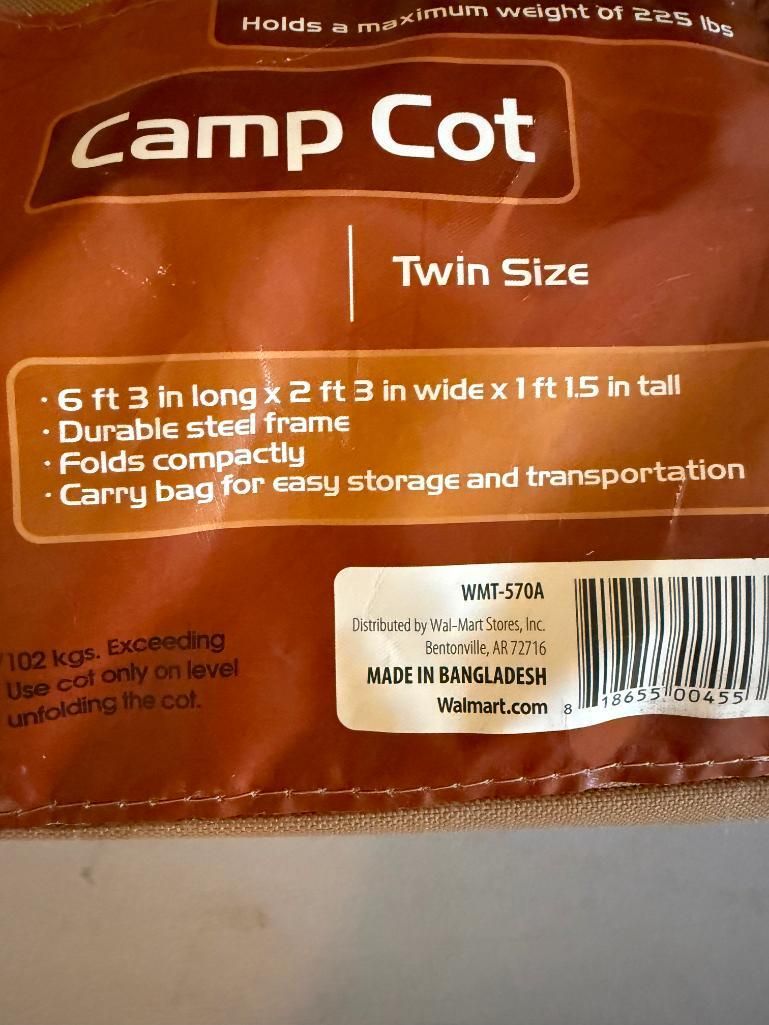 Holds a maximum weight of 225 lbs
Camp Cot
Twin Size
· 6 ft 3 in long x 2 ft 3 in wide x 1 ft 1.5 in tall
· Durable steel frame
· Folds compactly
· Carry bag for easy storage and transportation
/102 kgs. Exceeding
Use cot only on level
unfolding the cot.
WMT-570A
Distributed by Wal-Mart Stores, Inc.
Bentonville, AR 72716
MADE IN BANGLADESH
Walmart.com
8 18655 00455